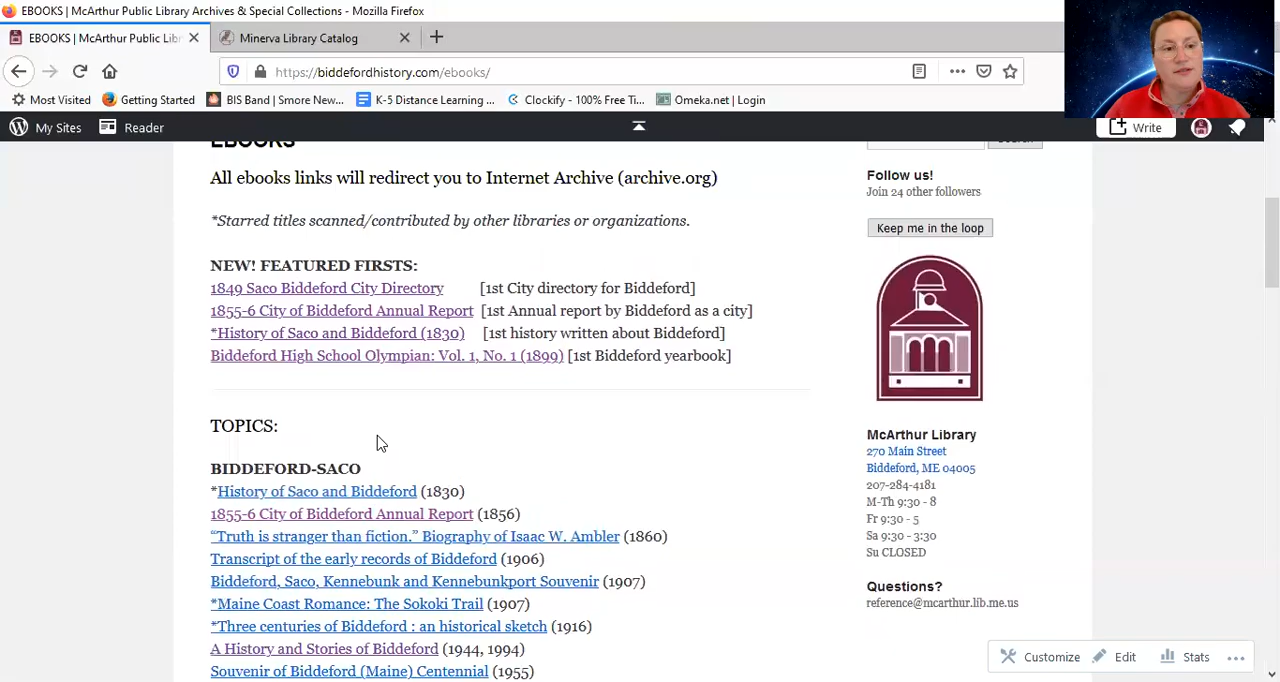 EBOOKS | McArthur Public Library Archives & Special Collections - Mozilla Firefox
EBOOKS | McArthur Public Libr
Minerva Library Catalog
https://biddefordhistory.com/ebooks/
Most Visited
Getting Started
BIS Band | Smore New...
K-5 Distance Learning ...
Clockify - 100% Free Ti...
Omeka.net | Login
My Sites
Reader
Write
EBOOKS
All ebooks links will redirect you to Internet Archive (archive.org)
*Starred titles scanned/contributed by other libraries or organizations.
NEW! FEATURED FIRSTS:
1849 Saco Biddeford City Directory [1st City directory for Biddeford]
1855-6 City of Biddeford Annual Report [1st Annual report by Biddeford as a city]
*History of Saco and Biddeford (1830) [1st history written about Biddeford]
Biddeford High School Olympian: Vol. 1, No. 1 (1899) [1st Biddeford yearbook]
TOPICS:
BIDDEFORD-SACO
*History of Saco and Biddeford (1830)
1855-6 City of Biddeford Annual Report (1856)
“Truth is stranger than fiction.” Biography of Isaac W. Ambler (1860)
Transcript of the early records of Biddeford (1906)
Biddeford, Saco, Kennebunk and Kennebunkport Souvenir (1907)
*Maine Coast Romance: The Sokoki Trail (1907)
*Three centuries of Biddeford : an historical sketch (1916)
A History and Stories of Biddeford (1944, 1994)
Souvenir of Biddeford (Maine) Centennial (1955)
Search
Follow us!
Join 24 other followers
Keep me in the loop
McArthur Library
270 Main Street
Biddeford, ME 04005
207-284-4181
M-Th 9:30 - 8
Fr 9:30 - 5
Sa 9:30 - 3:30
Su CLOSED
Questions?
reference@mcarthur.lib.me.us
Customize
Edit
Stats